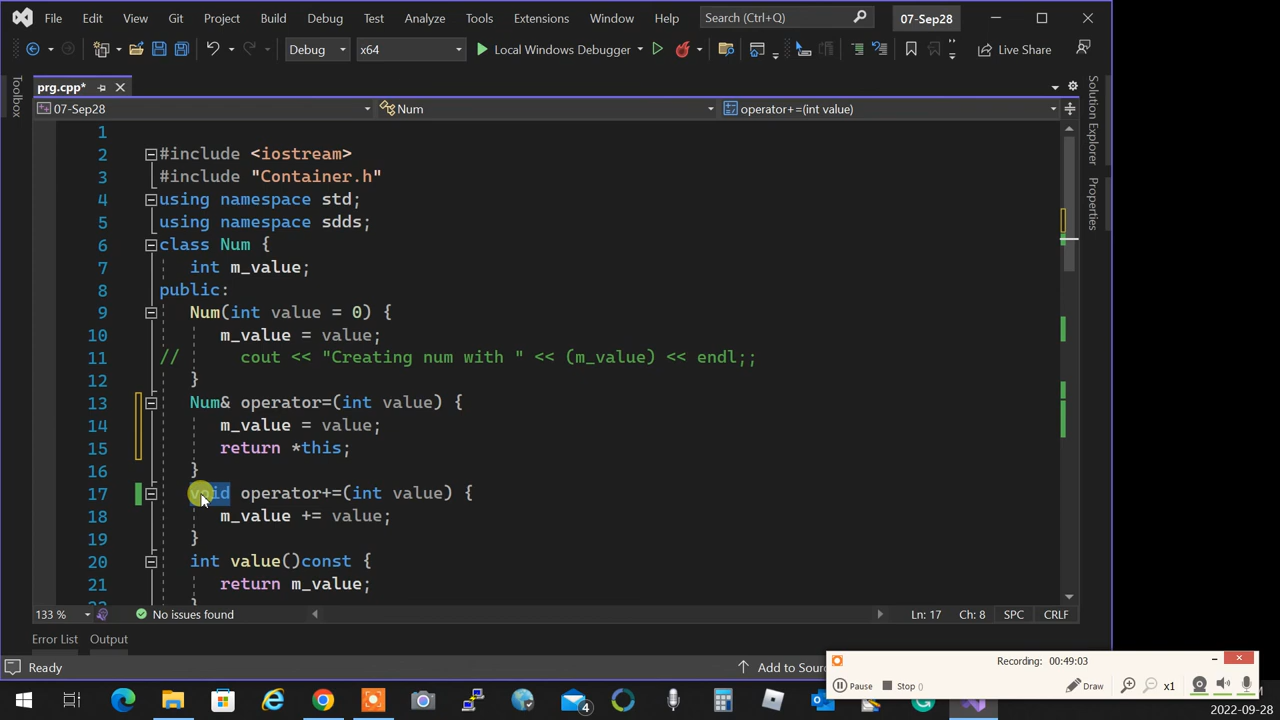 File Edit View Git Project Build Debug Test Analyze Tools Extensions Window Help Search (Ctrl+Q) 07-Sep28
Debug x64 Local Windows Debugger Live Share
prg.cpp*
07-Sep28 Num operator+=(int value)
Toolbox
Solution Explorer
Properties
1
2 #include <iostream>
3 #include "Container.h"
4 using namespace std;
5 using namespace sdds;
6 class Num {
7 int m_value;
8 public:
9 Num(int value = 0) {
10 m_value = value;
11 // cout << "Creating num with " << (m_value) << endl;;
12 }
13 Num& operator=(int value) {
14 m_value = value;
15 return *this;
16 }
17 void operator+=(int value) {
18 m_value += value;
19 }
20 int value()const {
21 return m_value;
133 % No issues found Ln: 17 Ch: 8 SPC CRLF
Error List Output
Ready Add to Sour
Recording: 00:49:03
Pause Stop x1 Draw
4
2022-09-28